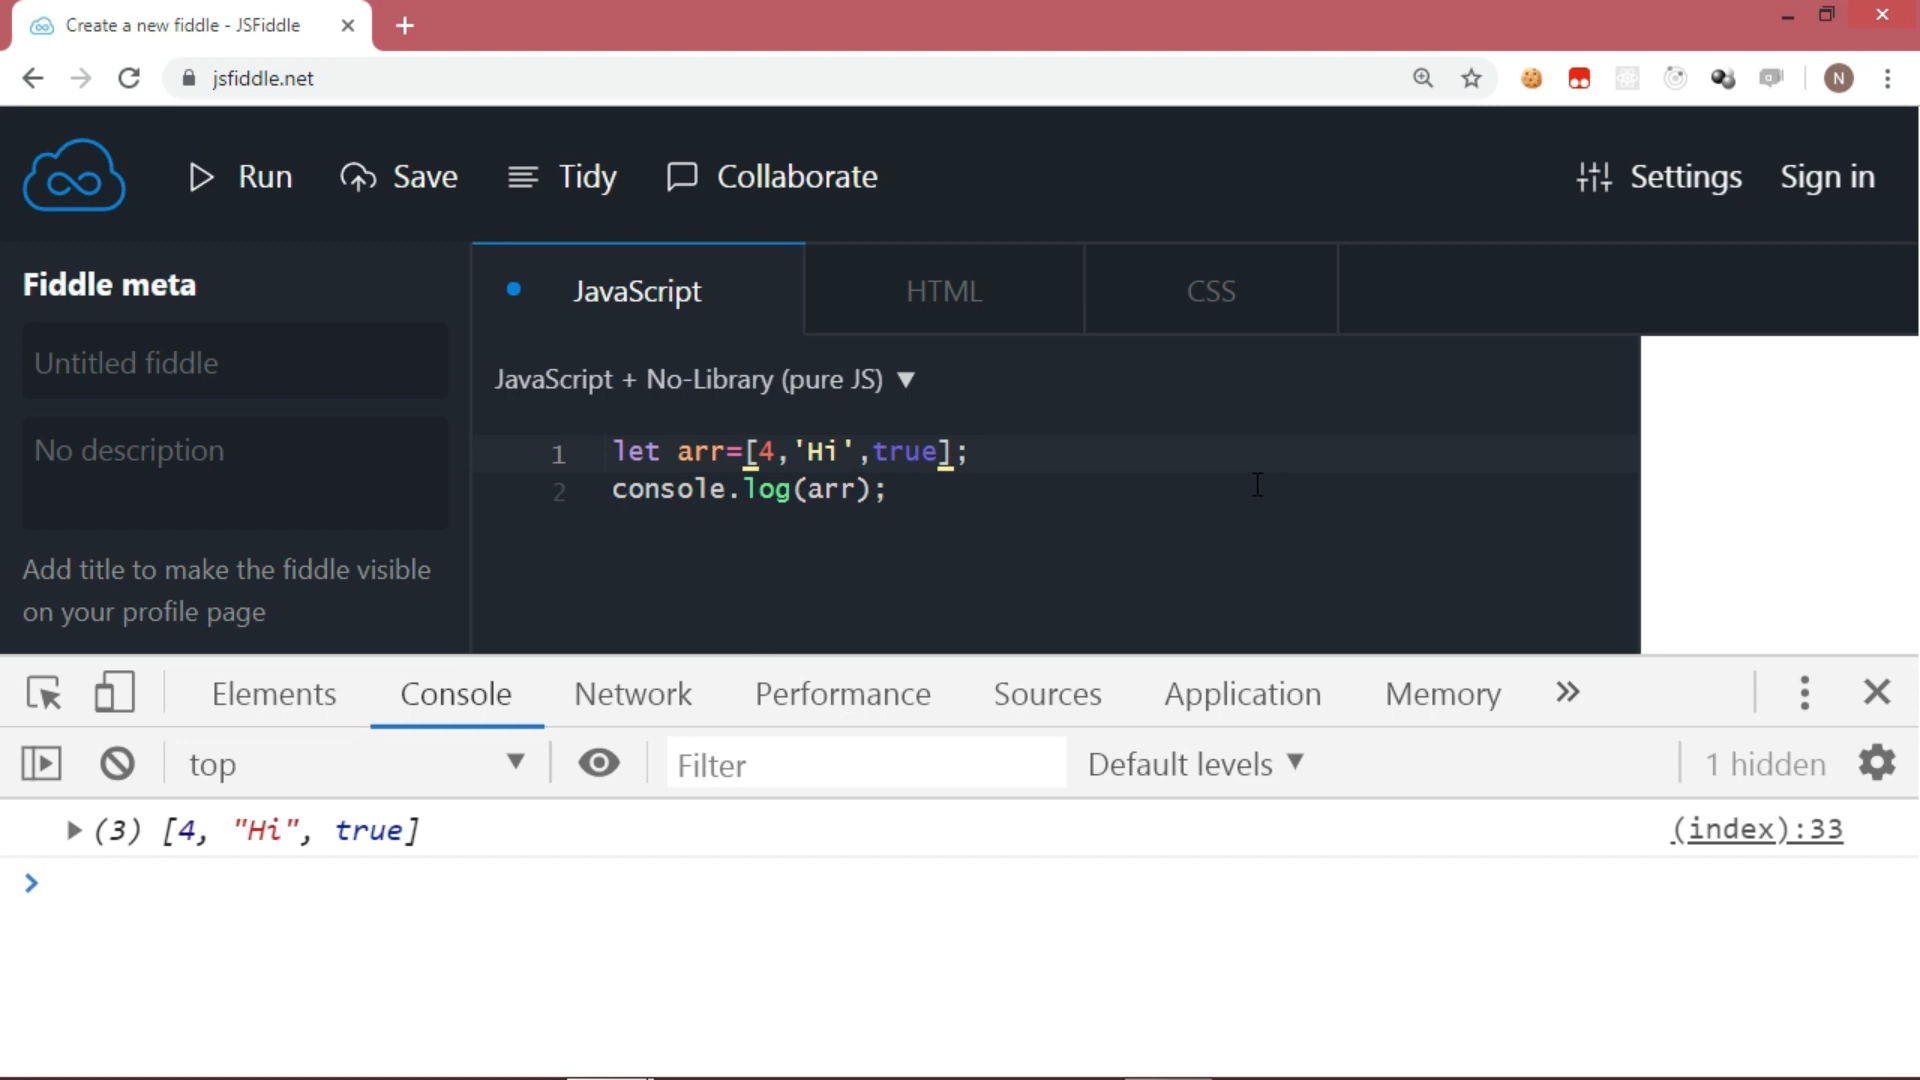 Create a new fiddle - JSFiddle
jsfiddle.net
N
Run Save Tidy Collaborate Settings Sign in
Fiddle meta
Untitled fiddle
No description
Add title to make the fiddle visible
on your profile page
JavaScript HTML CSS
JavaScript + No-Library (pure JS) ▼
1 let arr=[4,'Hi',true];
2 console.log(arr);
Elements Console Network Performance Sources Application Memory »
top ▼ Filter Default levels ▼ 1 hidden
▶ (3) [4, "Hi", true] (index):33
>